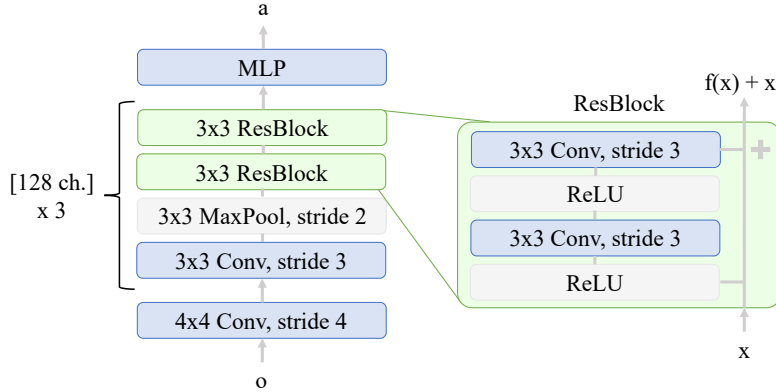 a
MLP
3x3 ResBlock
3x3 ResBlock
3x3 MaxPool, stride 2
3x3 Conv, stride 3
4x4 Conv, stride 4
o
[128 ch.]
x 3
f(x) + x
ResBlock
3x3 Conv, stride 3
+
ReLU
3x3 Conv, stride 3
ReLU
x